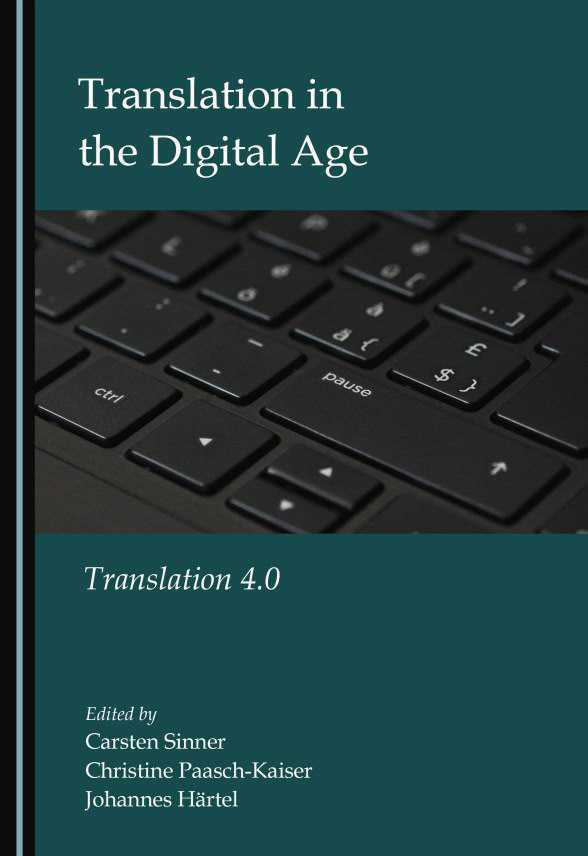 Translation in
the Digital Age
é
è
ö
à
ä {
!
.. ]
£
$ }
-
-
pause
ctrl
Translation 4.0
Edited by
Carsten Sinner
Christine Paasch-Kaiser
Johannes Härtel